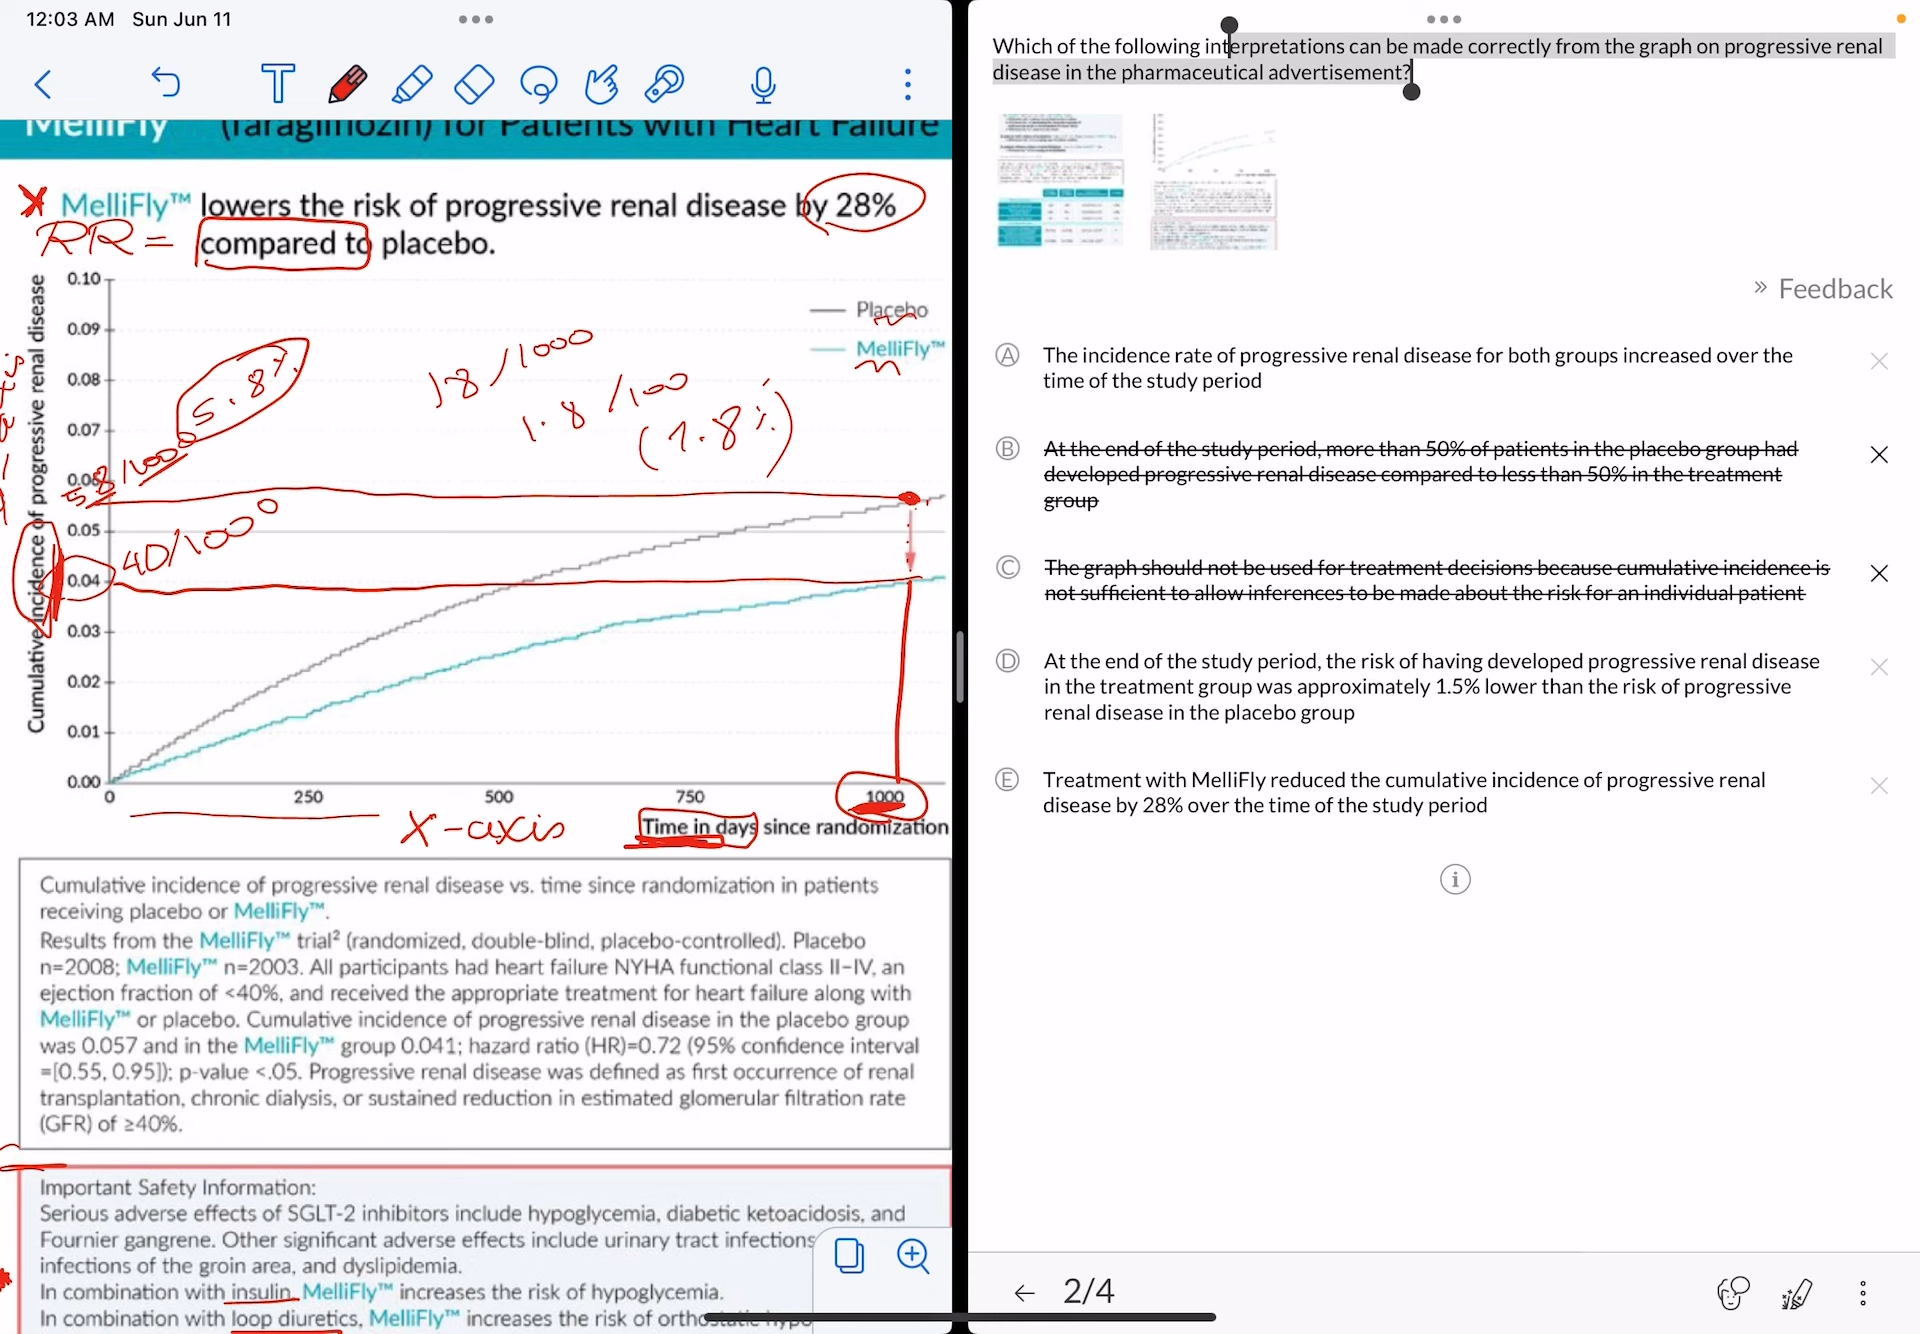 12:03 AM Sun Jun 11
MelliFly (Taraglifiozin) for Patients with Heart Failure
MelliFly™ lowers the risk of progressive renal disease by 28%
RR =
compared to placebo.
Cumulative incidence of progressive renal disease
0.10
0.09
0.08
0.07
0.06
0.05
0.04
0.03
0.02
0.01
0.00
Placebo
MelliFly™
5.8%
18/1000
1.8/100
(1.8%)
58/1000
40/1000
0
250
500
750
1000
X-axis
Time in days since randomization
Cumulative incidence of progressive renal disease vs. time since randomization in patients
receiving placebo or MelliFly™.
Results from the MelliFly™ trial² (randomized, double-blind, placebo-controlled). Placebo
n=2008; MelliFly™ n=2003. All participants had heart failure NYHA functional class II–IV, an
ejection fraction of <40%, and received the appropriate treatment for heart failure along with
MelliFly™ or placebo. Cumulative incidence of progressive renal disease in the placebo group
was 0.057 and in the MelliFly™ group 0.041; hazard ratio (HR)=0.72 (95% confidence interval
=[0.55, 0.95]); p-value <.05. Progressive renal disease was defined as first occurrence of renal
transplantation, chronic dialysis, or sustained reduction in estimated glomerular filtration rate
(GFR) of ≥40%.
Important Safety Information:
Serious adverse effects of SGLT-2 inhibitors include hypoglycemia, diabetic ketoacidosis, and
Fournier gangrene. Other significant adverse effects include urinary tract infections
infections of the groin area, and dyslipidemia.
In combination with insulin, MelliFly™ increases the risk of hypoglycemia.
In combination with loop diuretics, MelliFly™ increases the risk of orthostatic hypo
Which of the following interpretations can be made correctly from the graph on progressive renal
disease in the pharmaceutical advertisement?
Feedback
A The incidence rate of progressive renal disease for both groups increased over the
time of the study period
B At the end of the study period, more than 50% of patients in the placebo group had
developed progressive renal disease compared to less than 50% in the treatment
group
C The graph should not be used for treatment decisions because cumulative incidence is
not sufficient to allow inferences to be made about the risk for an individual patient
D At the end of the study period, the risk of having developed progressive renal disease
in the treatment group was approximately 1.5% lower than the risk of progressive
renal disease in the placebo group
E Treatment with MelliFly reduced the cumulative incidence of progressive renal
disease by 28% over the time of the study period
2/4